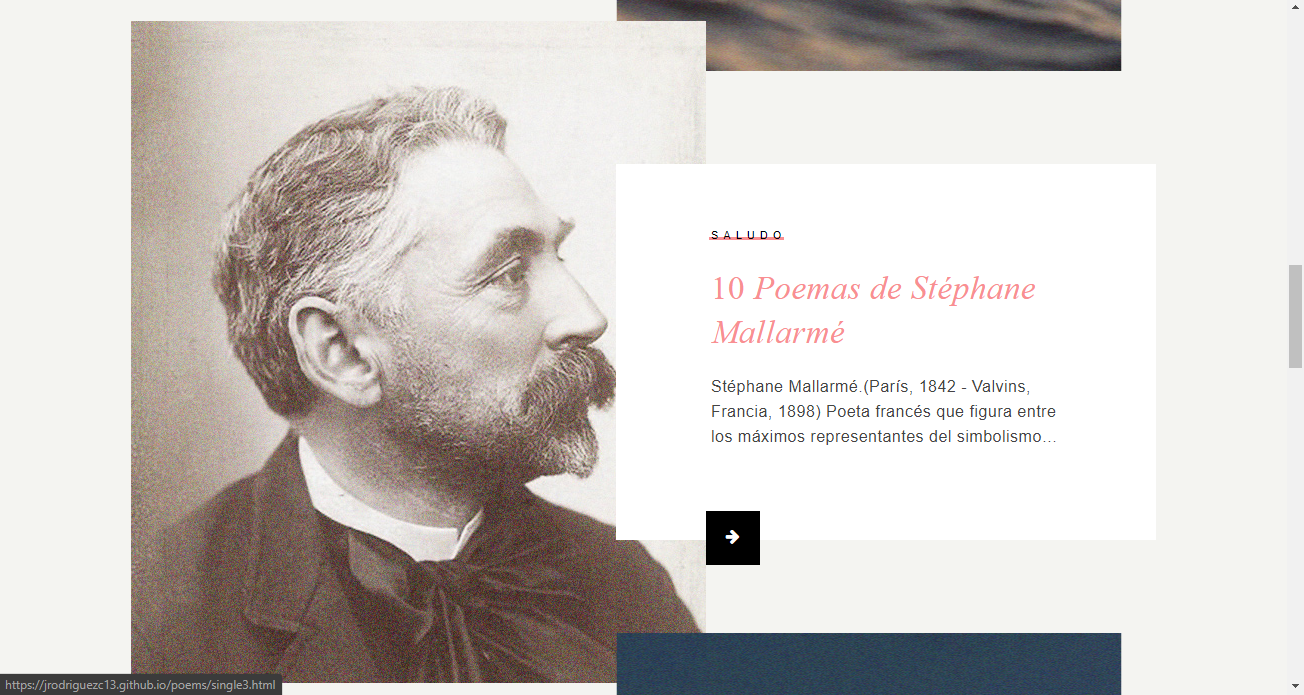 SALUDO
10 Poemas de Stéphane
Mallarmé
Stéphane Mallarmé.(París, 1842 - Valvins,
Francia, 1898) Poeta francés que figura entre
los máximos representantes del simbolismo...
https://jrodriguezc13.github.io/poems/single3.html